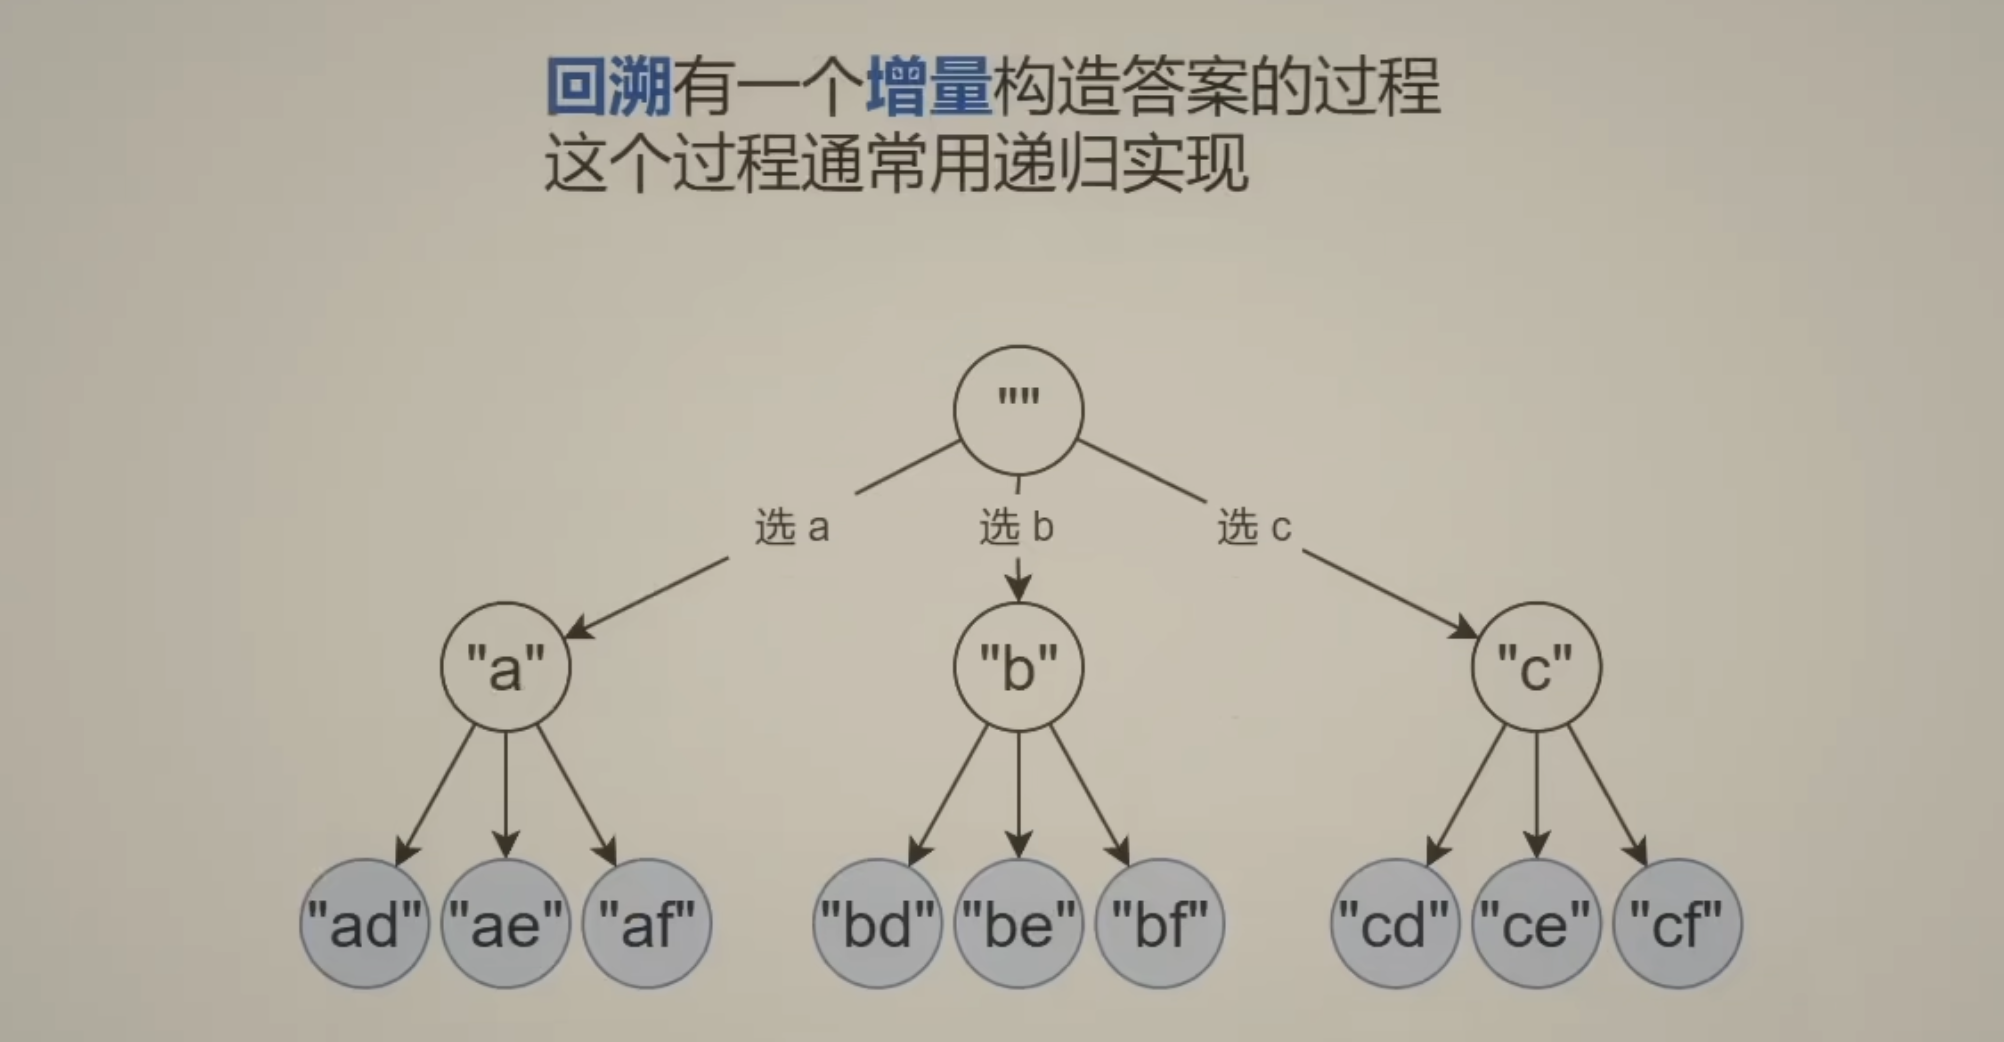 回溯有一个增量构造答案的过程
这个过程通常用递归实现
""
选 a
选 b
选 c
"a"
"b"
"c"
"ad"
"ae"
"af"
"bd"
"be"
"bf"
"cd"
"ce"
"cf"